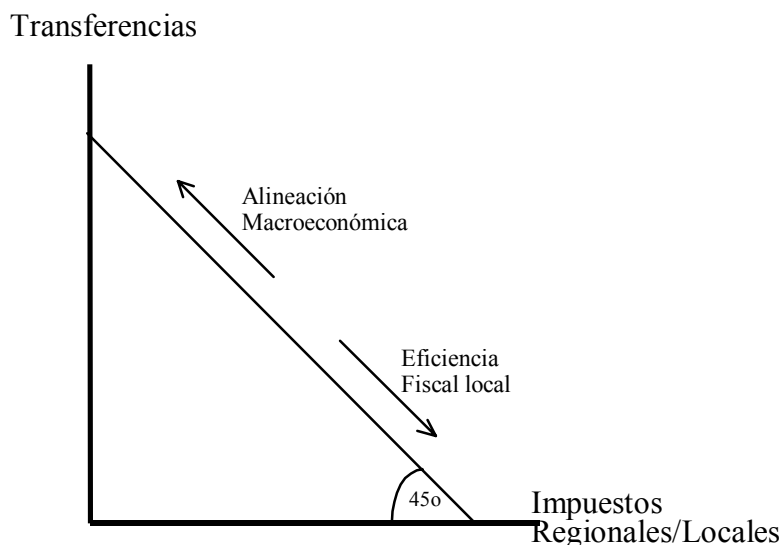 Transferencias
Alineación
Macroeconómica
Eficiencia
Fiscal local
45o
Impuestos
Regionales/Locales